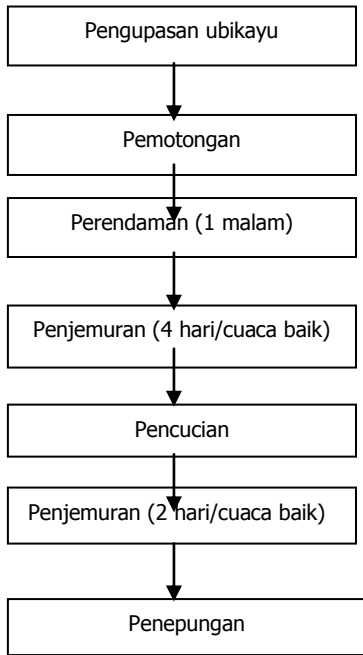 Pengupasan ubikayu
Pemotongan
Perendaman (1 malam)
Penjemuran (4 hari/cuaca baik)
Pencucian
Penjemuran (2 hari/cuaca baik)
Penepungan